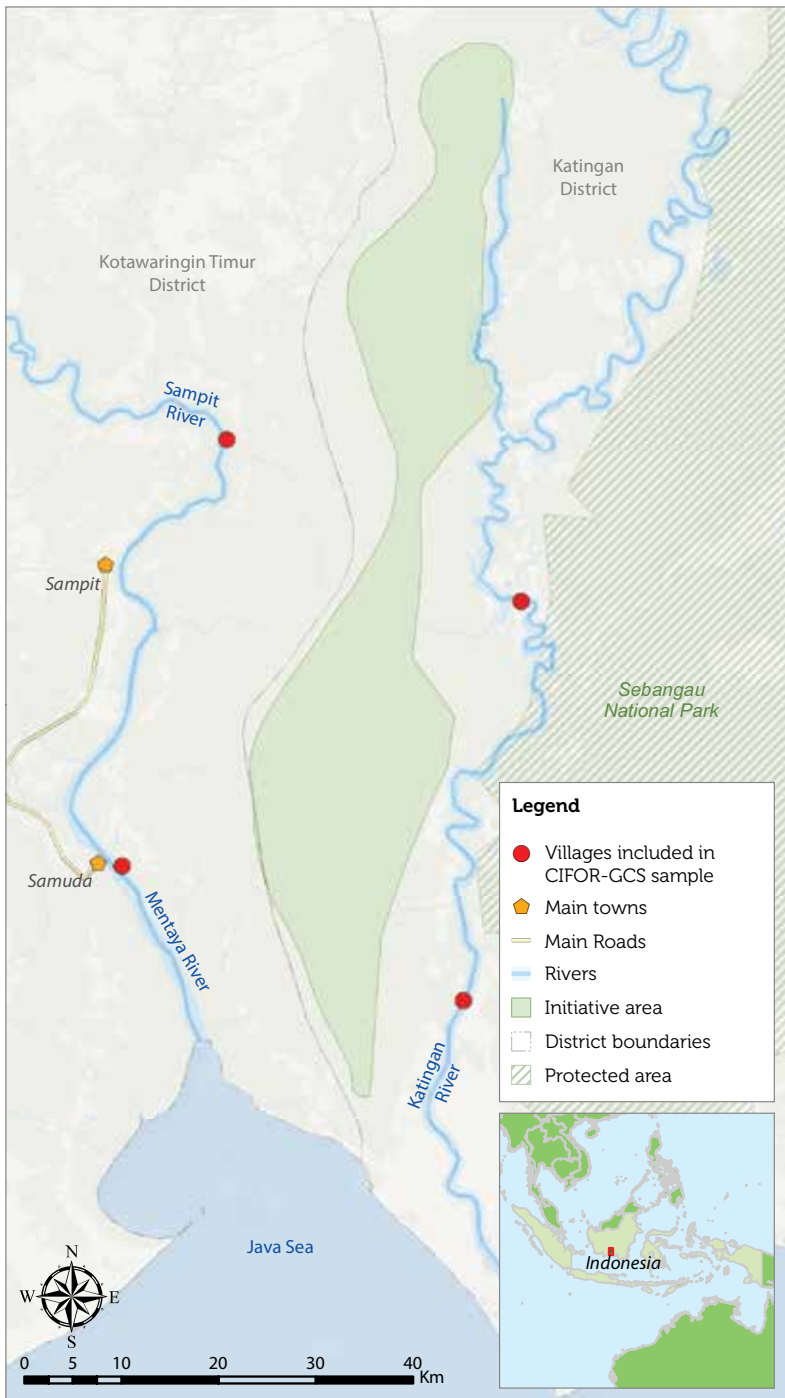 Katingan
District
Kotawaringin Timur
District
Sampit
River
Sampit
Sebangau
National Park
Samuda
Mentaya River
Katingan
River
Java Sea
Legend
Villages included in
CIFOR-GCS sample
Main towns
Main Roads
Rivers
Initiative area
District boundaries
Protected area
Indonesia
N
W E
S
0 5 10 20 30 40
Km